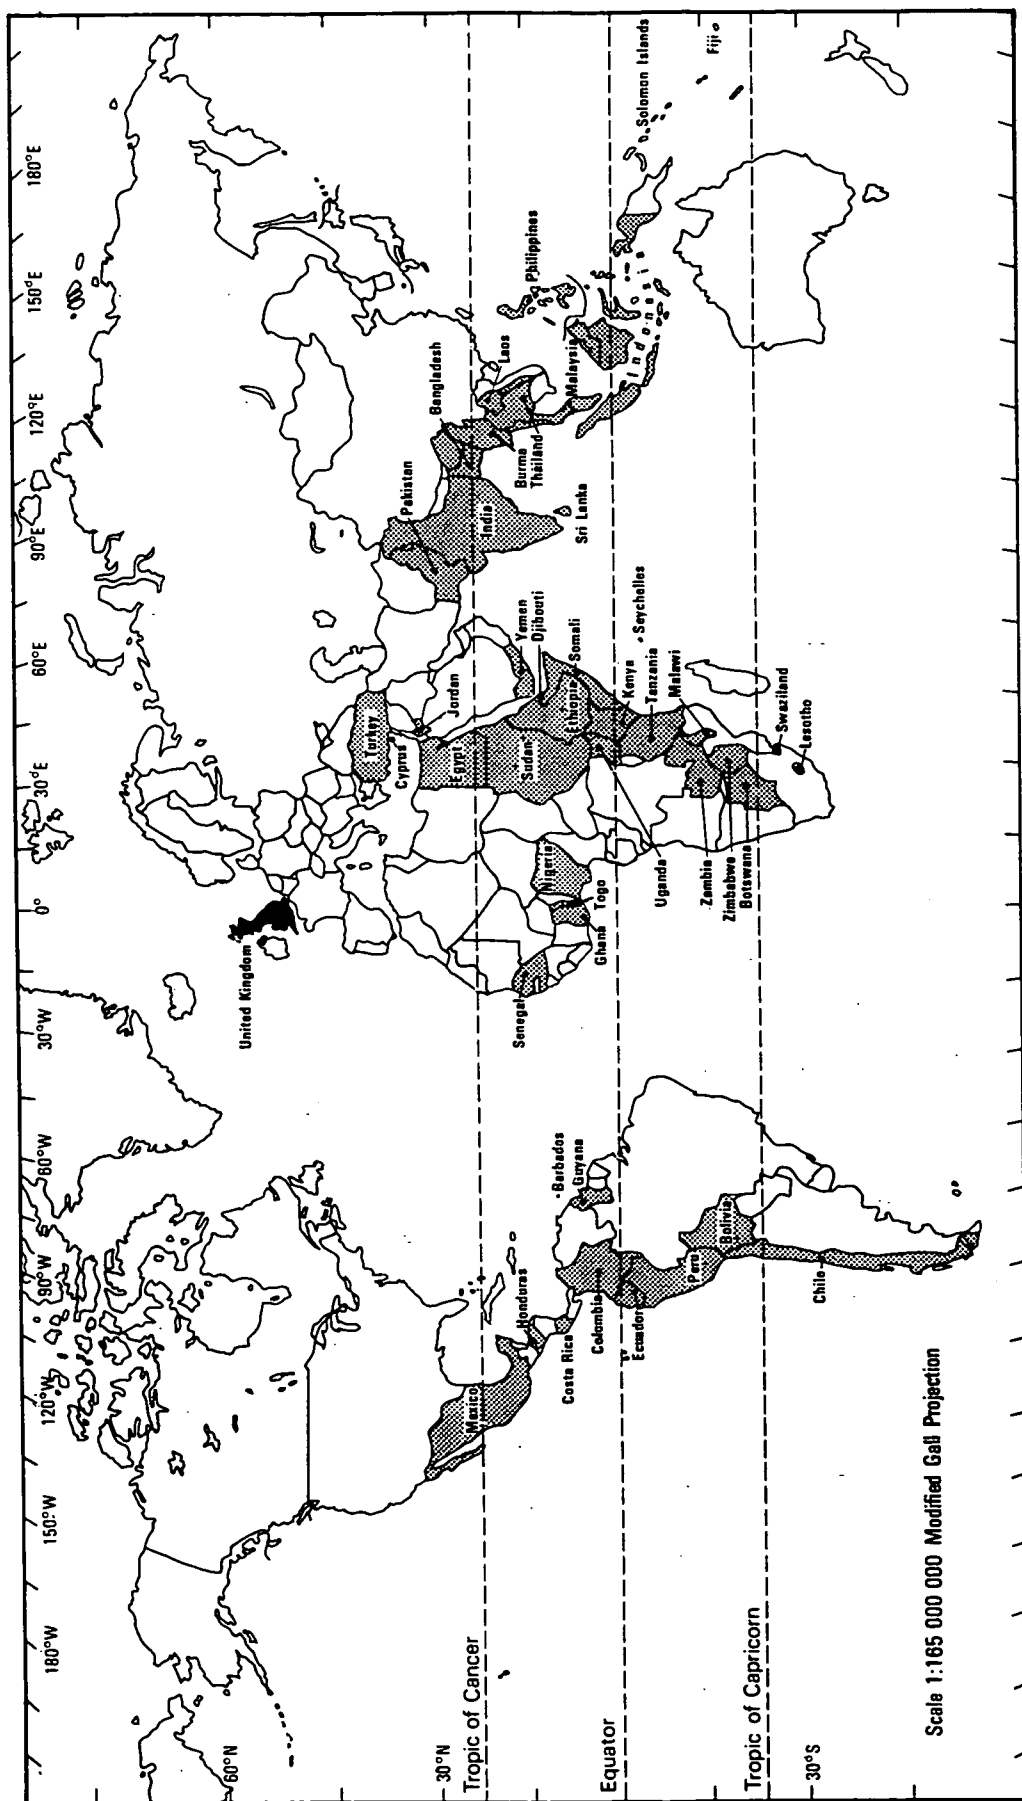 180°W
150°W
120°W
90°W
60°W
30°W
0°
30°E
60°E
90°E
120°E
150°E
180°E
60°N
30°N
Tropic of Cancer
Equator
Tropic of Capricorn
30°S
United Kingdom
Mexico
Honduras
Costa Rica
Colombia
Ecuador
Peru
Bolivia
Chile
Barbados
Guyana
Senegal
Ghana
Togo
Nigeria
Turkey
Cyprus
Jordan
Egypt
Sudan
Yemen
Djibouti
Ethiopia
Somali
Kenya
Seychelles
Tanzania
Malawi
Uganda
Zambia
Zimbabwe
Botswana
Swaziland
Lesotho
Pakistan
India
Sri Lanka
Bangladesh
Burma
Thailand
Laos
Malaysia
Philippines
Indonesia
Solomon Islands
Fiji
Scale 1:165 000 000 Modified Gall Projection